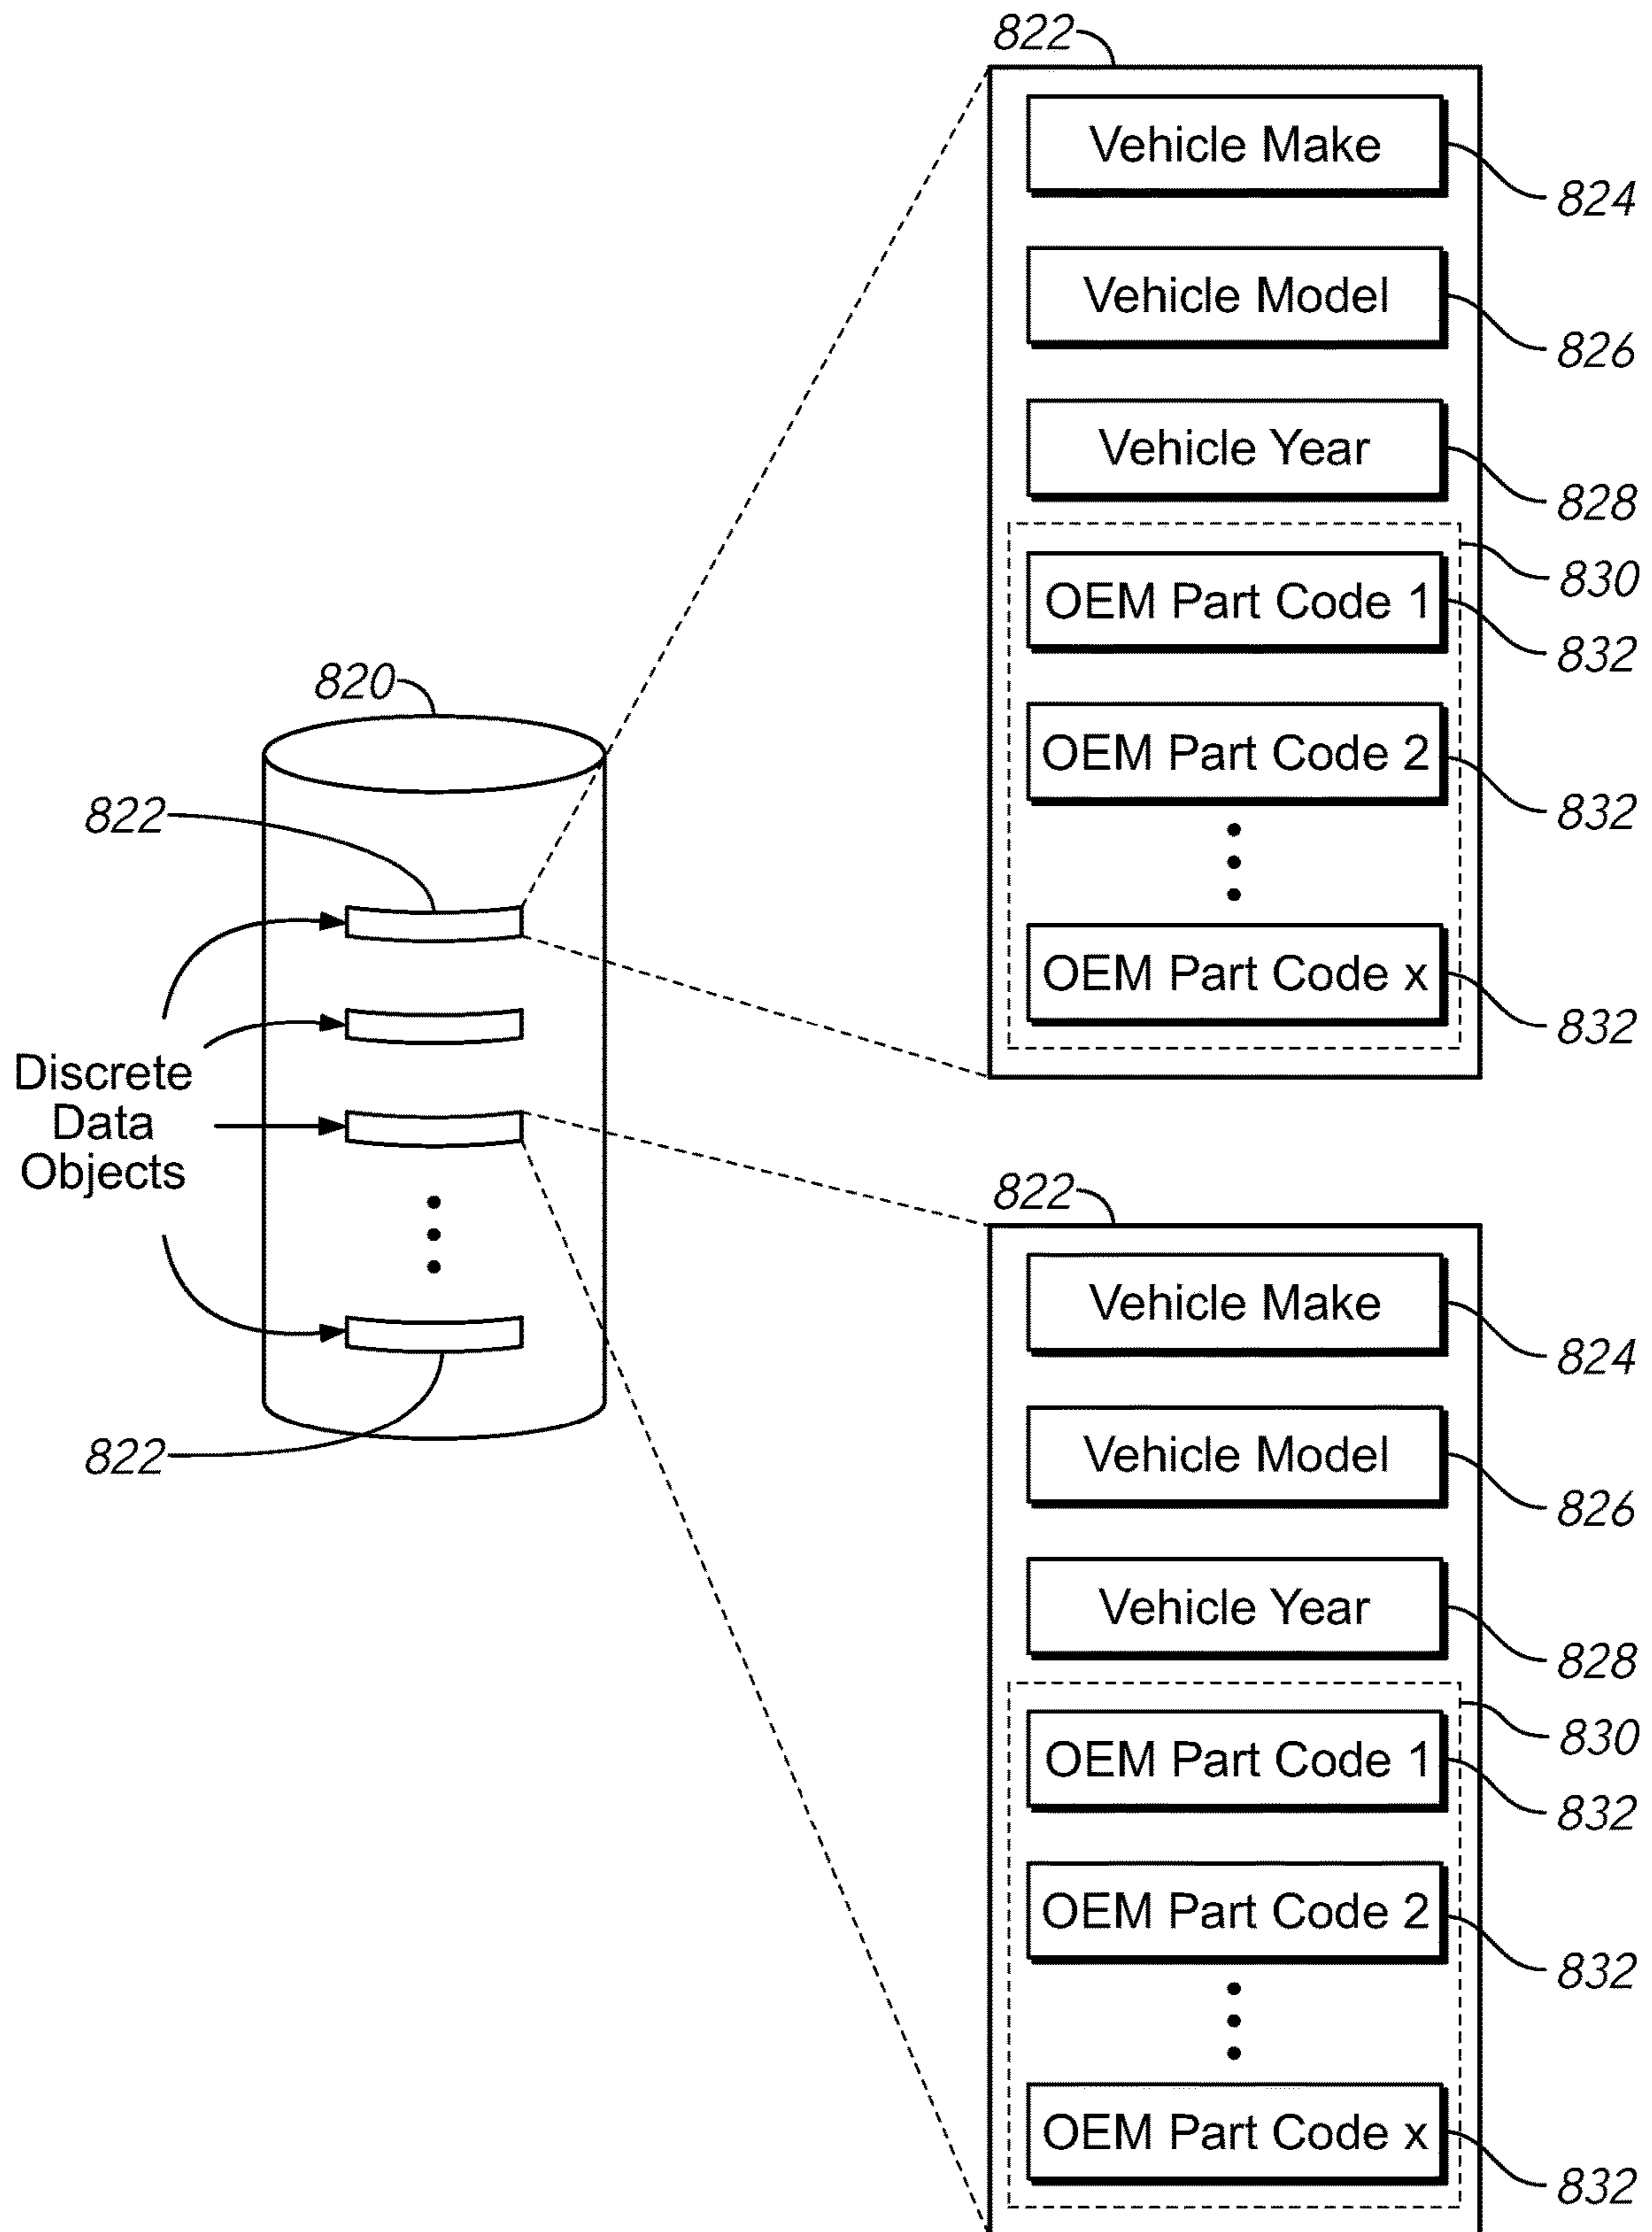 822
Vehicle Make
824
Vehicle Model
826
Vehicle Year
828
830
OEM Part Code 1
832
OEM Part Code 2
832
OEM Part Code x
832
820
822
Discrete
Data
Objects
822
822
Vehicle Make
824
Vehicle Model
826
Vehicle Year
828
830
OEM Part Code 1
832
OEM Part Code 2
832
OEM Part Code x
832